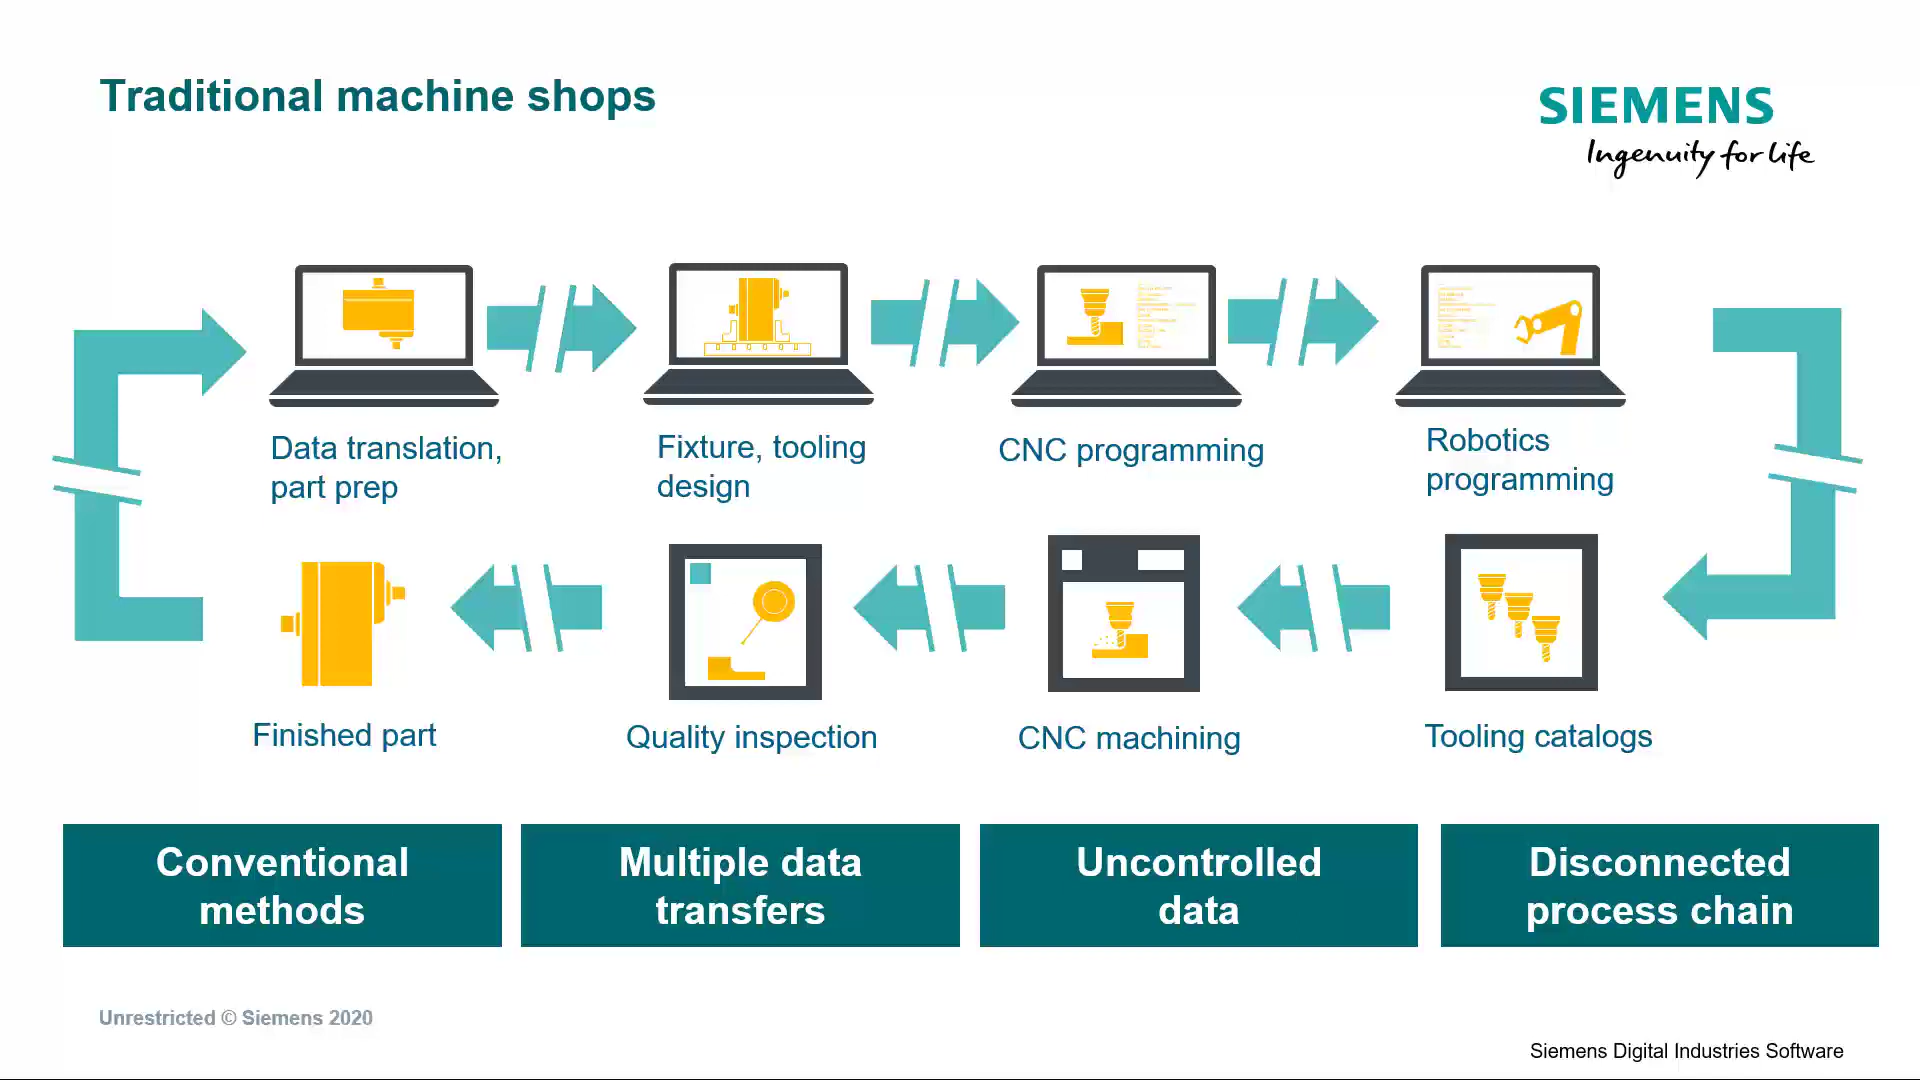 Traditional machine shops
SIEMENS
Ingenuity for life
Data translation,
part prep
Fixture, tooling
design
CNC programming
Robotics
programming
Finished part
Quality inspection
CNC machining
Tooling catalogs
Conventional
methods
Multiple data
transfers
Uncontrolled
data
Disconnected
process chain
Unrestricted © Siemens 2020
Siemens Digital Industries Software